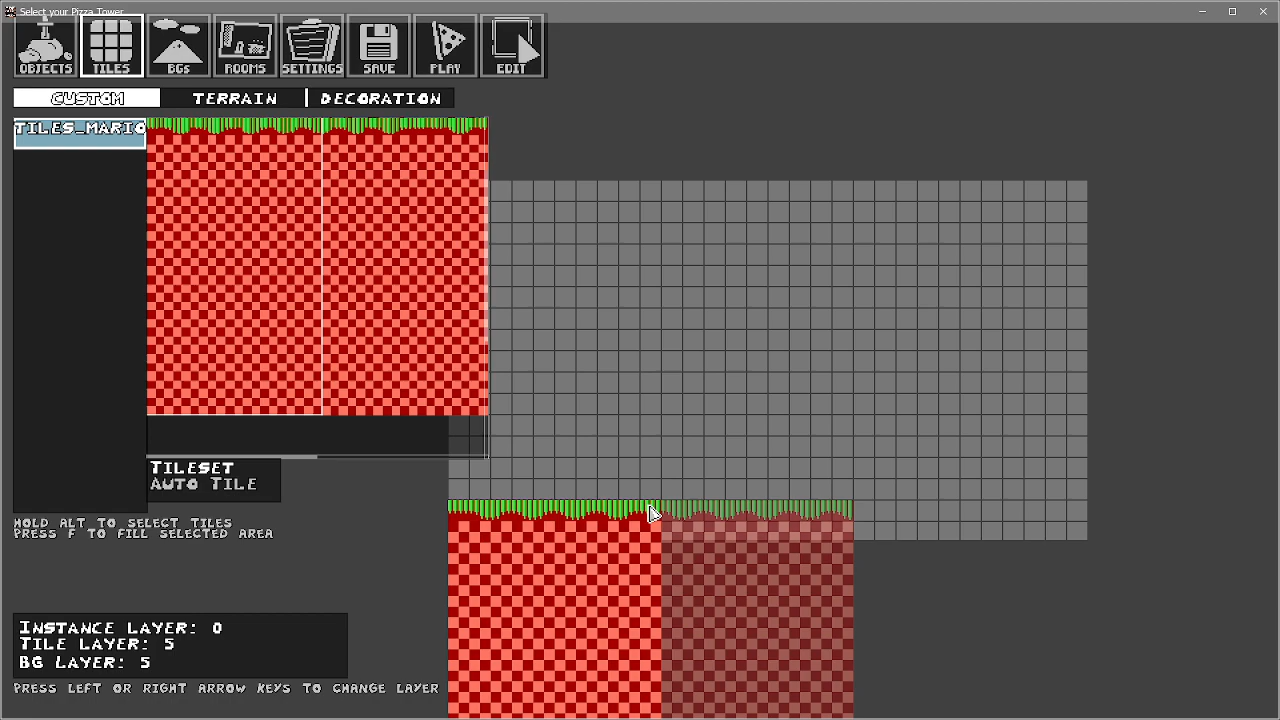 Select your Pizza Tower
OBJECTS TILES BGs ROOMS SETTINGS SAVE PLAY EDIT
CUSTOM TERRAIN DECORATION
TILES_MARIO
TILESET
AUTO TILE
HOLD ALT TO SELECT TILES
PRESS F TO FILL SELECTED AREA
INSTANCE LAYER: 0
TILE LAYER: 5
BG LAYER: 5
PRESS LEFT OR RIGHT ARROW KEYS TO CHANGE LAYER